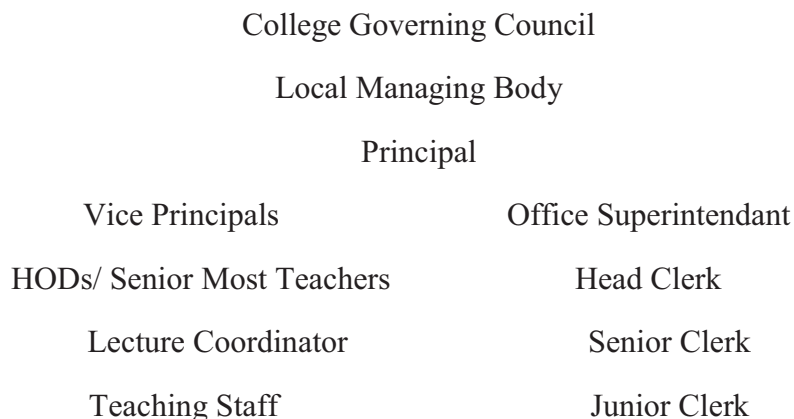 College Governing Council
Local Managing Body
Principal
Vice Principals Office Superintendant
HODs/ Senior Most Teachers Head Clerk
Lecture Coordinator Senior Clerk
Teaching Staff Junior Clerk